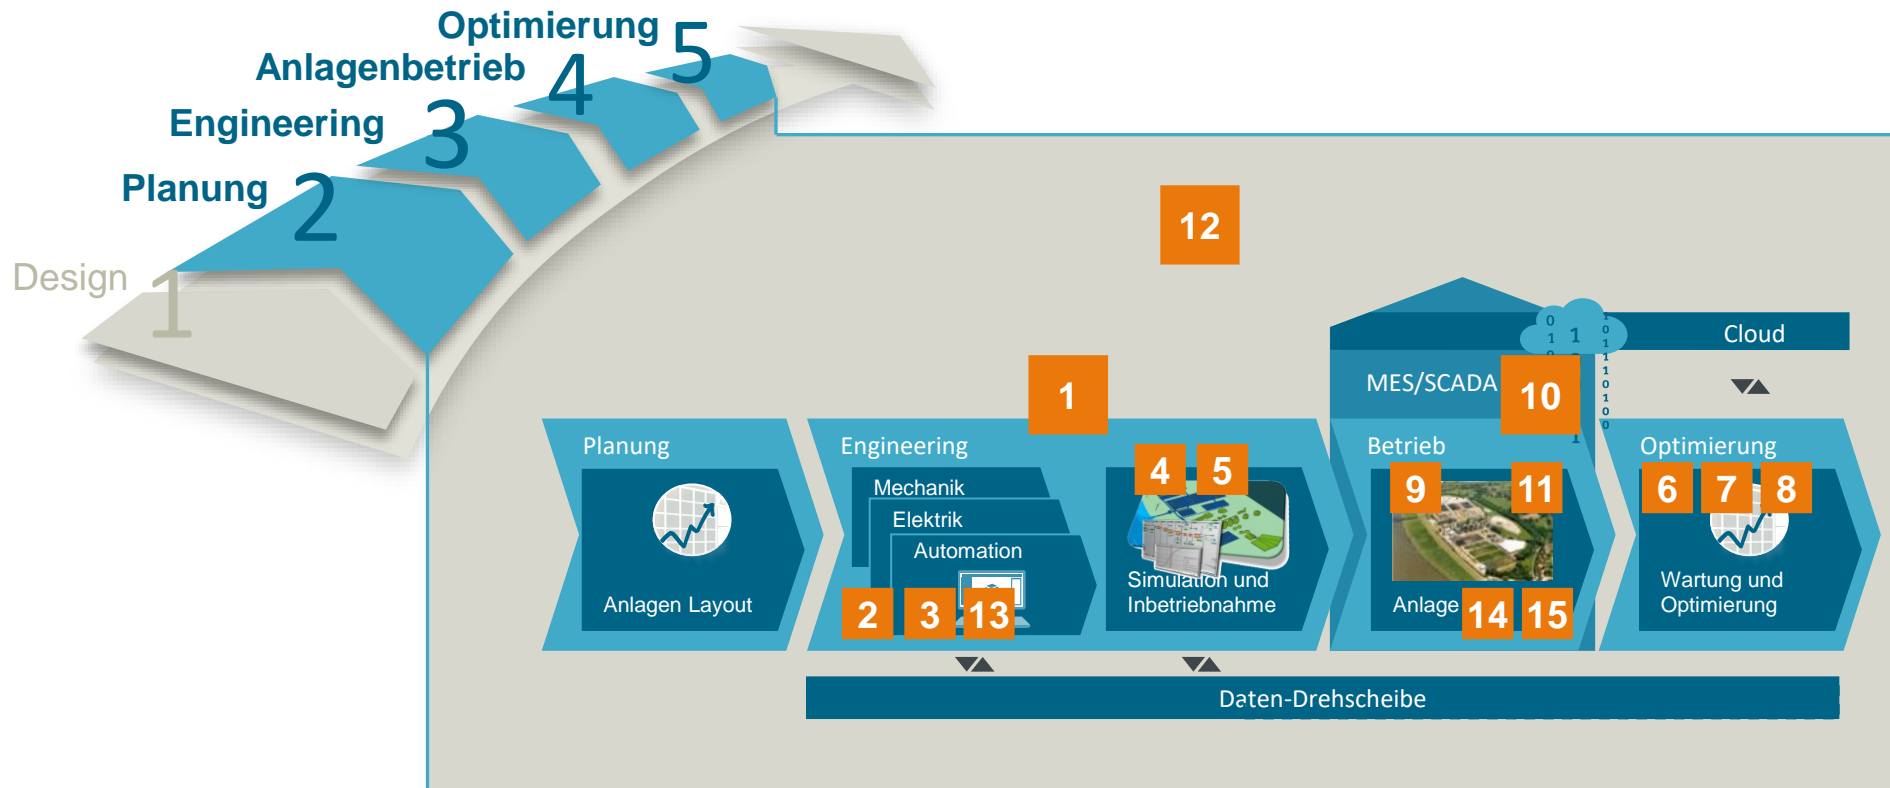 Optimierung
5
Anlagenbetrieb
4
Engineering
3
Planung
2
Design
1
12
Cloud
MES/SCADA
10
1
Planung
Anlagen Layout
Engineering
Mechanik
Elektrik
Automation
2 3 13
4 5
Simulation und
Inbetriebnahme
Betrieb
9 11
Anlage
14 15
Optimierung
6 7 8
Wartung und
Optimierung
Daten-Drehscheibe